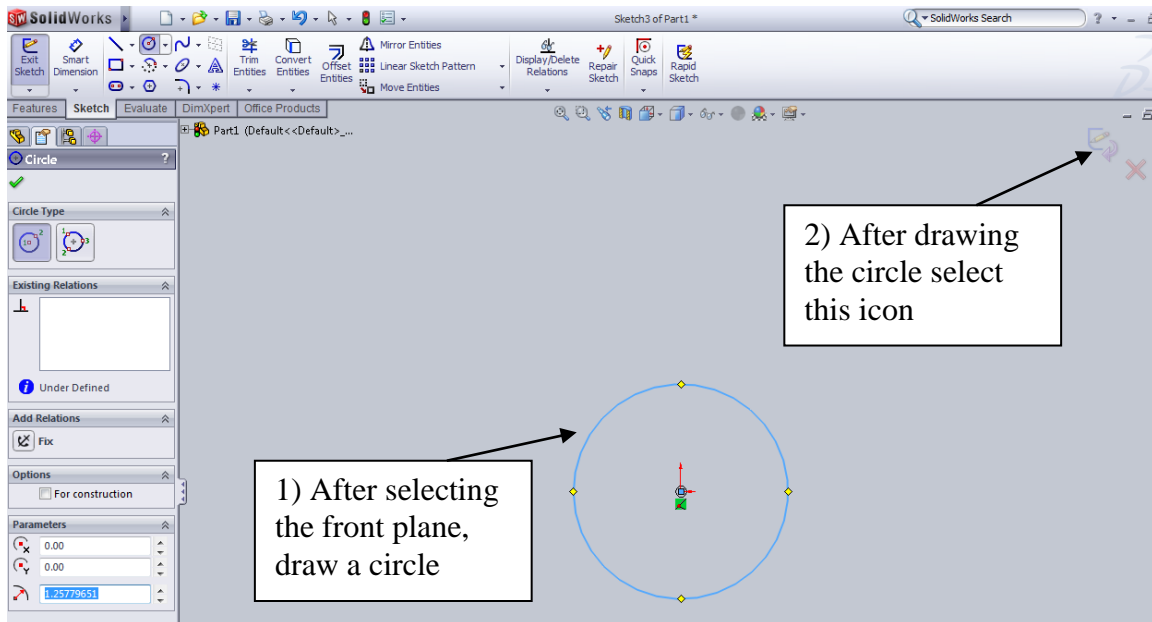 SolidWorks
Sketch3 of Part1 *
SolidWorks Search
?
Exit Sketch
Smart Dimension
Trim Entities
Convert Entities
Offset Entities
Mirror Entities
Linear Sketch Pattern
Move Entities
Display/Delete Relations
Repair Sketch
Quick Snaps
Rapid Sketch
Features
Sketch
Evaluate
DimXpert
Office Products
Part1 (Default<<Default>_...
Circle
?
Circle Type
Existing Relations
Under Defined
Add Relations
Fix
Options
For construction
Parameters
0.00
0.00
1.25779651
2) After drawing
the circle select
this icon
1) After selecting
the front plane,
draw a circle